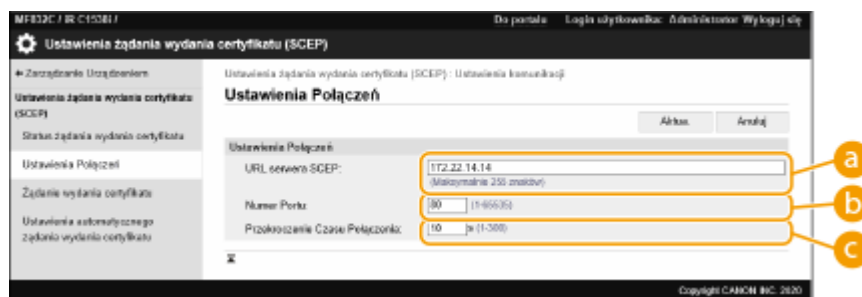 MF832C / IR C1538I /
Do portalu Login użytkownika: Administrator Wyloguj się
Ustawienia żądania wydania certyfikatu (SCEP)
Zarządzanie Urządzeniem
Ustawienia żądania wydania certyfikatu (SCEP)
Status żądania wydania certyfikatu
Ustawienia Połączeń
Żądanie wydania certyfikatu
Ustawienia automatycznego żądania wydania certyfikatu
Ustawienia żądania wydania certyfikatu (SCEP) : Ustawienia komunikacji
Ustawienia Połączeń
Aktua. Anuluj
Ustawienia Połączeń
URL serwera SCEP: 172.22.14.14
(Maksymalnie 255 znaków)
Numer Portu: 80 (1-65535)
Przekroczenie Czasu Połączenia: 10 s (1-300)
a
b
c
Copyright CANON INC. 2020